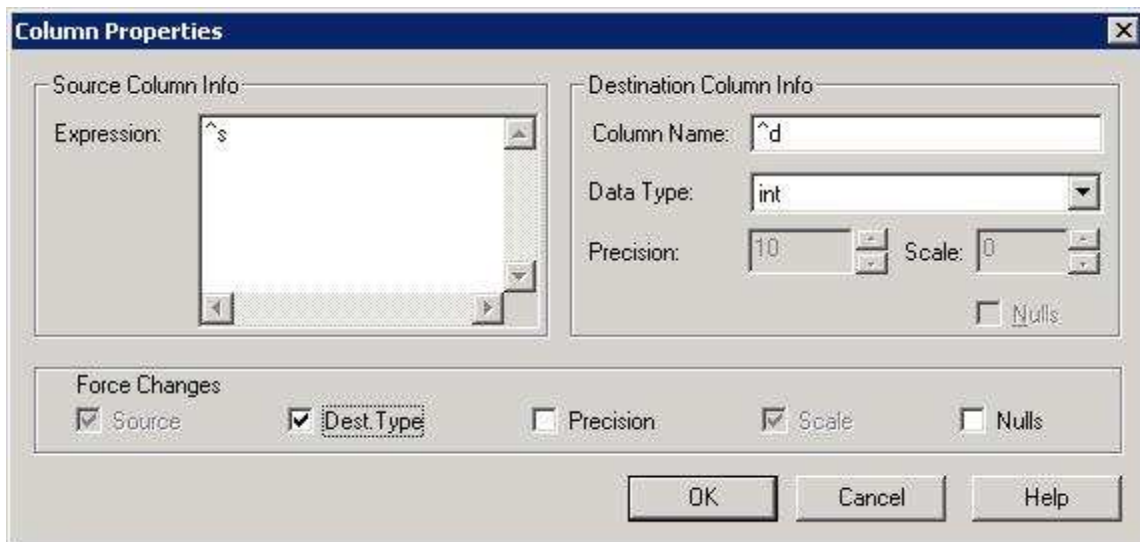 Column Properties
Source Column Info
Expression:
^s
Destination Column Info
Column Name:
^d
Data Type:
int
Precision:
10
Scale:
0
Nulls
Force Changes
Source
Dest.Type
Precision
Scale
Nulls
OK
Cancel
Help